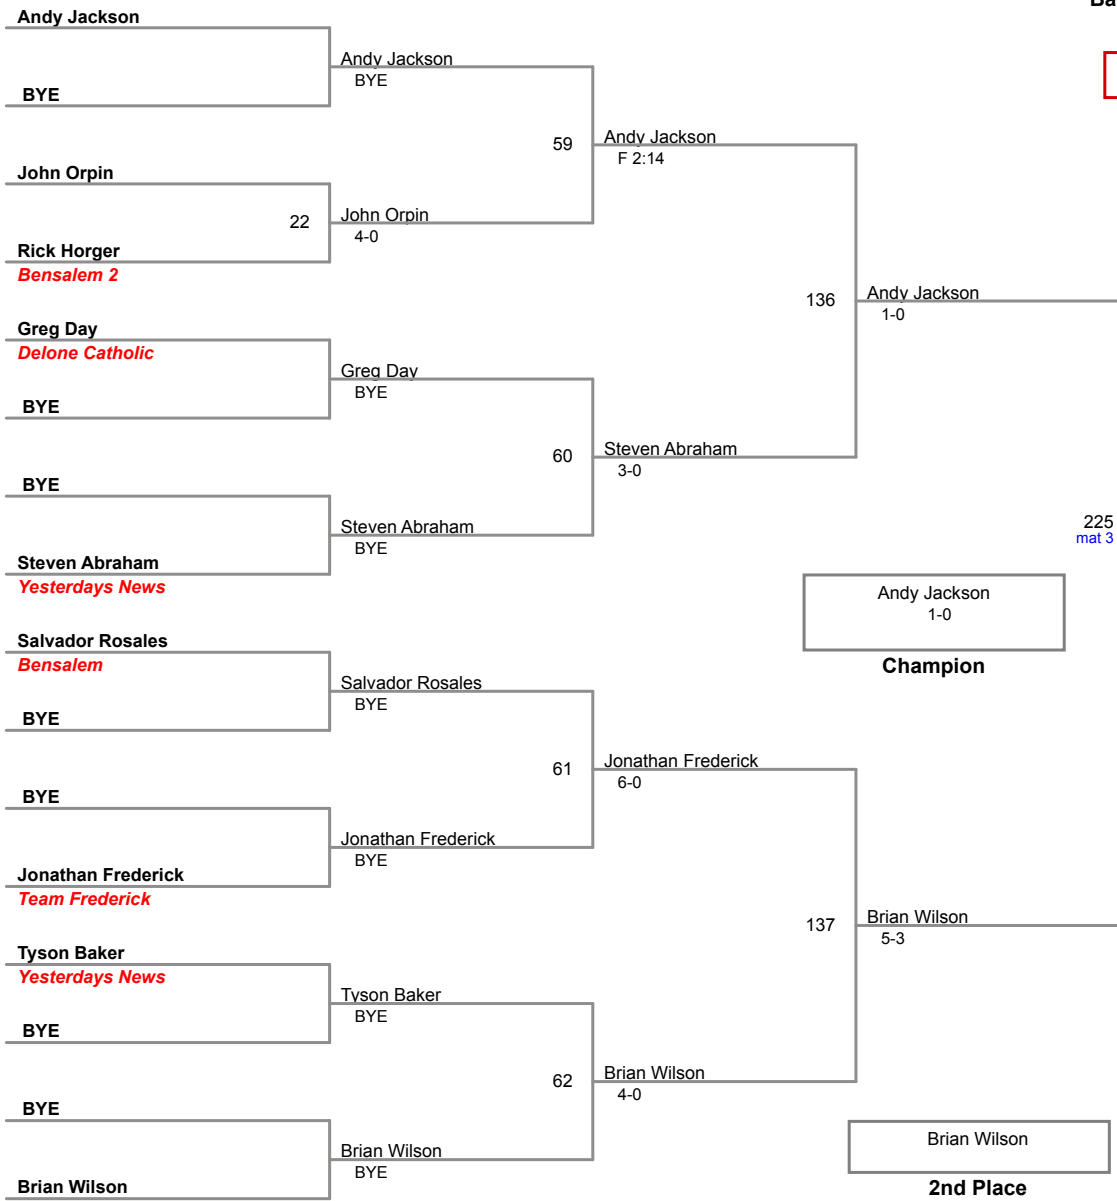 Ba
Andy Jackson
Andy Jackson
BYE
BYE
59
Andy Jackson
F 2:14
John Orpin
22
John Orpin
4-0
Rick Horger
Bensalem 2
136
Andy Jackson
1-0
Greg Day
Delone Catholic
Greg Day
BYE
BYE
60
Steven Abraham
3-0
BYE
Steven Abraham
BYE
Steven Abraham
Yesterdays News
225
mat 3
Andy Jackson
1-0
Champion
Salvador Rosales
Bensalem
Salvador Rosales
BYE
BYE
61
Jonathan Frederick
6-0
BYE
Jonathan Frederick
BYE
Jonathan Frederick
Team Frederick
137
Brian Wilson
5-3
Tyson Baker
Yesterdays News
Tyson Baker
BYE
BYE
62
Brian Wilson
4-0
BYE
Brian Wilson
BYE
Brian Wilson
Brian Wilson
2nd Place